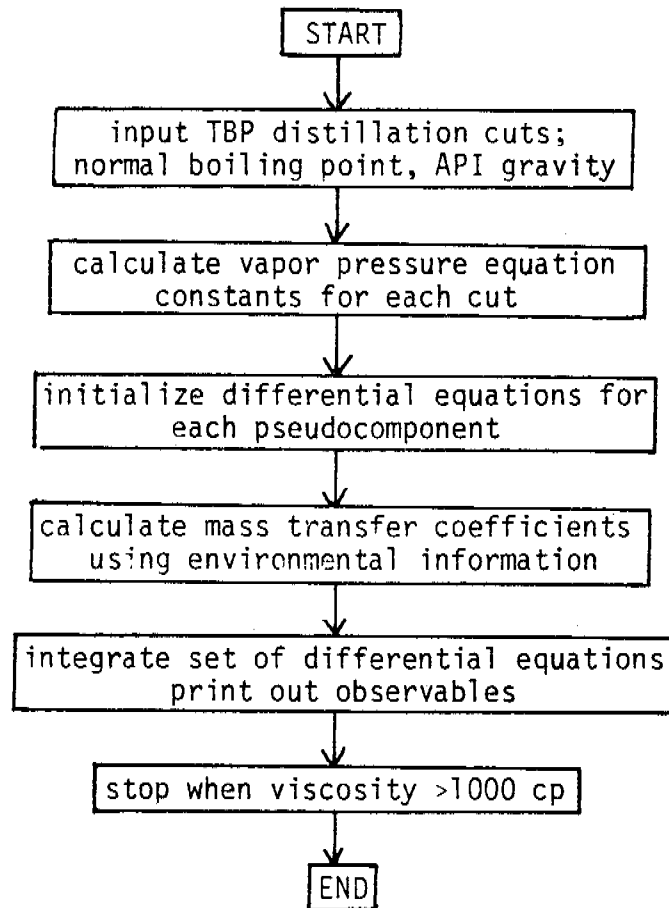 START
input TBP distillation cuts;
normal boiling point, API gravity
calculate vapor pressure equation
constants for each cut
initialize differential equations for
each pseudocomponent
calculate mass transfer coefficients
using environmental information
integrate set of differential equations
print out observables
stop when viscosity >1000 cp
END